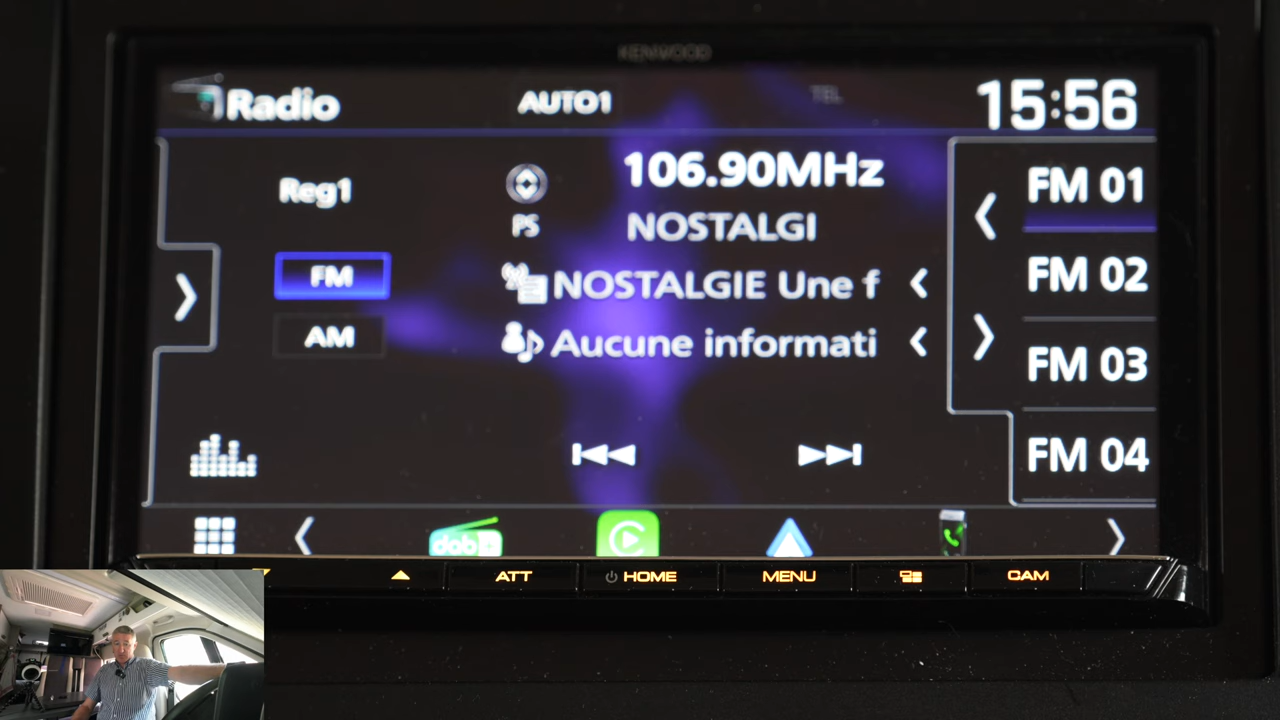 KENWOOD
Radio
AUTO1
TEL
15:56
Reg1
106.90MHz
FM 01
PS
NOSTALGI
FM
NOSTALGIE Une f
FM 02
AM
Aucune informati
FM 03
FM 04
dab
ATT
HOME
MENU
CAM